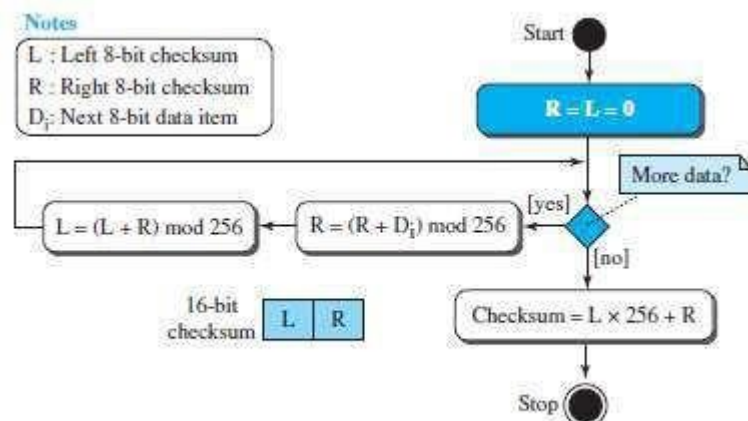 Notes
L : Left 8-bit checksum
R : Right 8-bit checksum
Dᵢ: Next 8-bit data item
Start
R = L = 0
More data?
[yes]
L = (L + R) mod 256
R = (R + Dᵢ) mod 256
[no]
16-bit
checksum
L R
Checksum = L × 256 + R
Stop